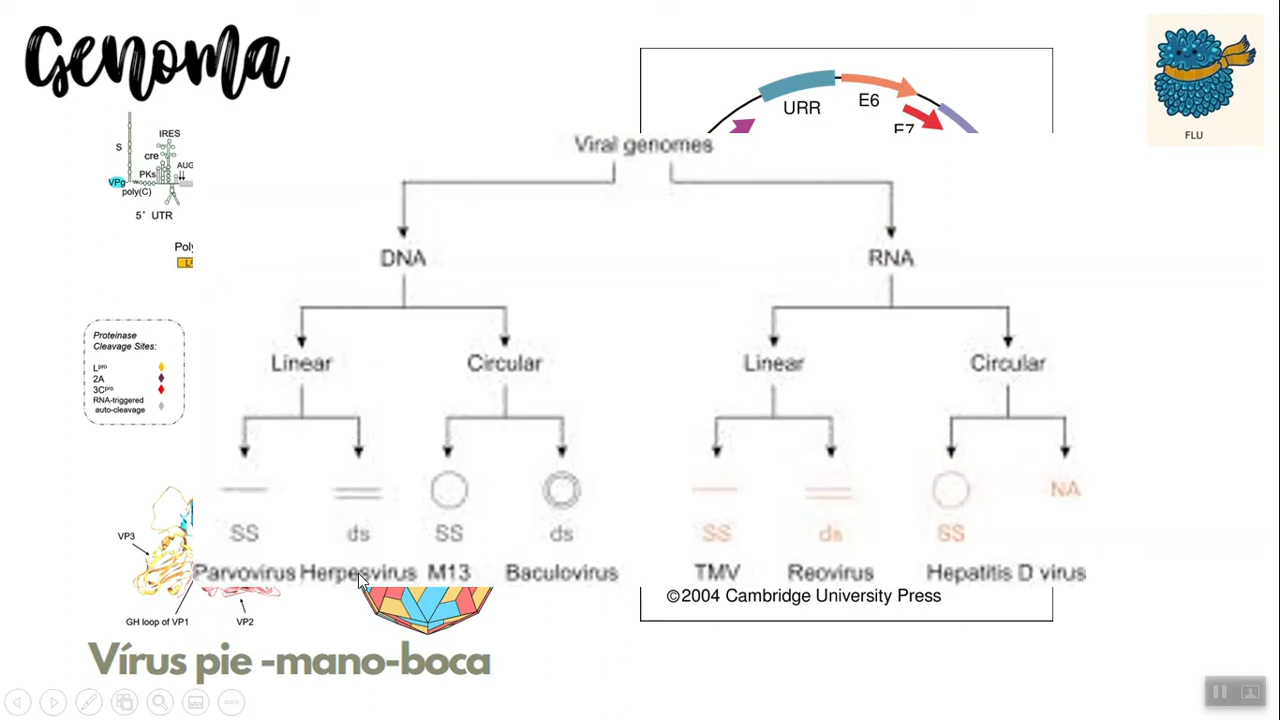 Genoma
FLU
URR
E6
E7
S
IRES
cre
AUG
PKs
VPg
poly(C)
5' UTR
Viral genomes
DNA
RNA
Linear
Circular
Linear
Circular
Proteinase
Cleavage Sites:
Lpro
2A
3Cpro
RNA-triggered
auto-cleavage
SS
ds
SS
ds
SS
ds
SS
NA
Parvovirus Herpesvirus M13 Baculovirus TMV Reovirus Hepatitis D virus
VP3
GH loop of VP1
VP2
©2004 Cambridge University Press
Vírus pie -mano-boca